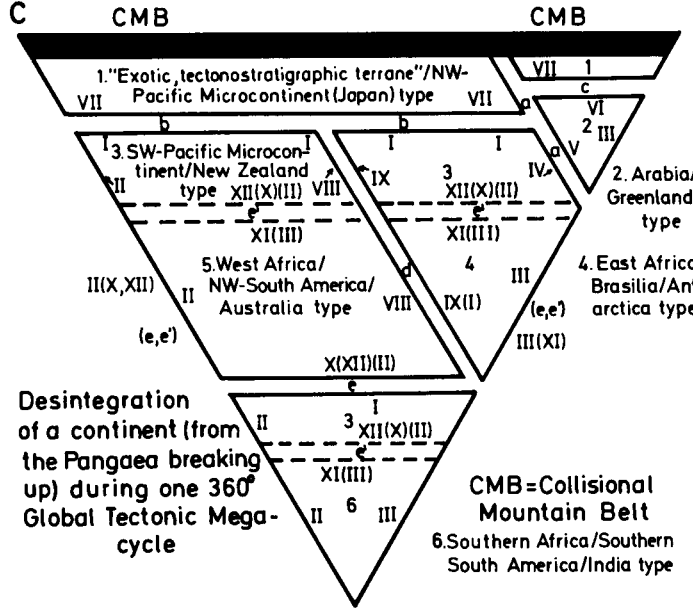 C
CMB
CMB
1."Exotic, tectonostratigraphic terrane"/NW-
Pacific Microcontinent(Japan) type
VII
VII
VII 1
a
c
b
b
VI
2
III
V
a
IV
I
I
3.SW-Pacific Microcon-
tinent/New Zealand
type
II
VIII
XII(X)(II)
e'
XI(III)
I
I
IX
3
XII(X)(II)
e'
XI(III)
2. Arabia/
Greenland
type
5.West Africa/
NW-South America/
Australia type
II(X,XII)
II
(e,e')
d
VIII
X(XII)(II)
4
III
IX(I)
(e,e')
III(XI)
4. East Africa
Brasilia/Ant
arctica type
e
I
II
3
XII(X)(II)
e'
XI(III)
6
II
III
Desintegration
of a continent (from
the Pangaea breaking
up) during one 360°
Global Tectonic Mega-
cycle
CMB=Collisional
Mountain Belt
6.Southern Africa/Southern
South America/India type